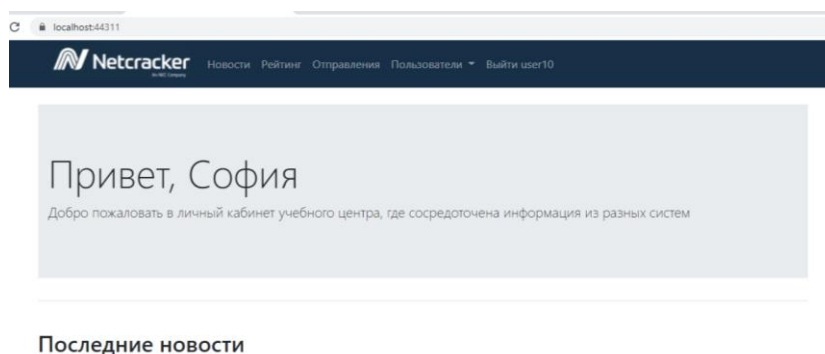 localhost:44311
Netcracker
Новости Рейтинг Отправления Пользователи Выйти user10
Привет, София
Добро пожаловать в личный кабинет учебного центра, где сосредоточена информация из разных систем
Последние новости